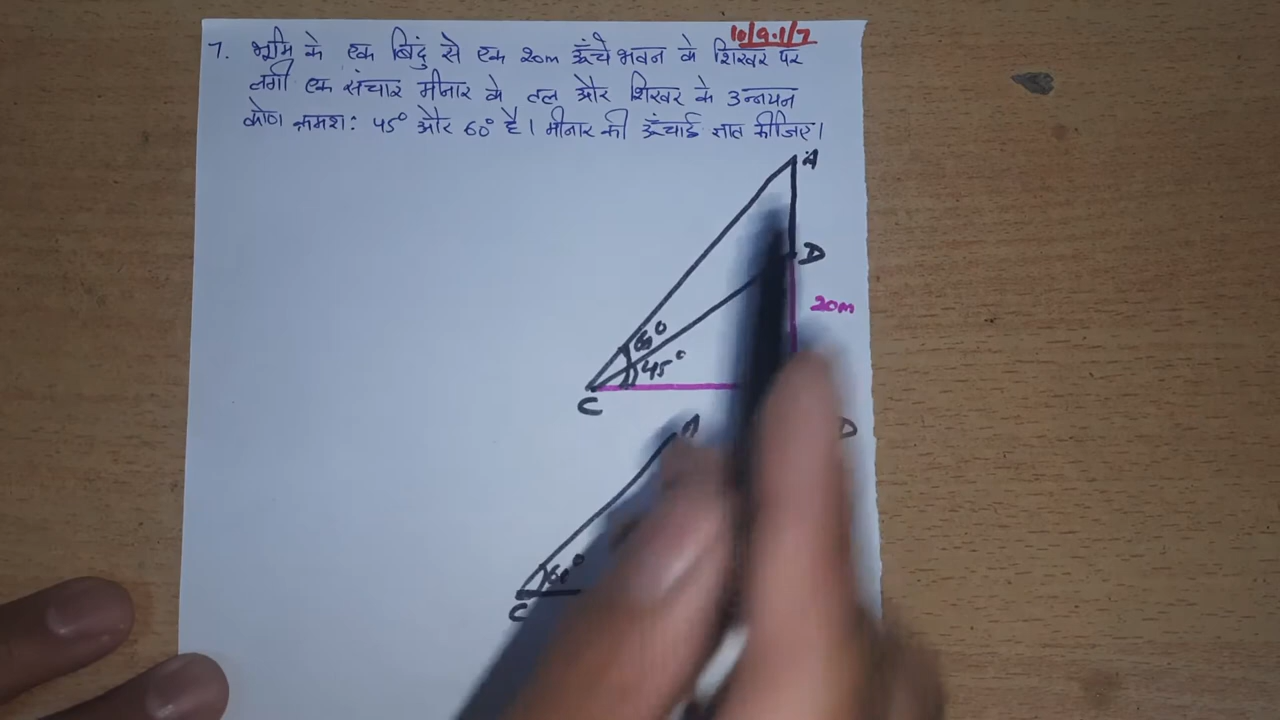 10/9.1/7
7. भूमि के एक बिंदु से एक 20m ऊँचे भवन के शिखर पर
लगी एक संचार मीनार के तल और शिखर के उन्नयन
कोण क्रमश: 45° और 60° है। मीनार की ऊँचाई ज्ञात कीजिए।
A
D
20m
60°
45°
C
D
60°
C